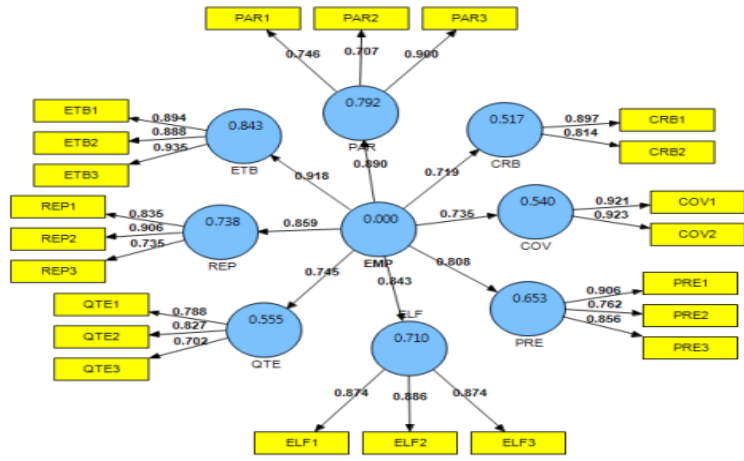 PAR1 PAR2 PAR3
0.746 0.707 0.900
0.792
PAR
0.890
ETB1
ETB2
ETB3
0.894
0.888
0.935
0.843
ETB
0.918
0.517
CRB
0.719
0.897
0.814
CRB1
CRB2
REP1
REP2
REP3
0.835
0.906
0.735
0.738
REP
0.859
0.000
EMP
0.735
0.540
COV
0.921
0.923
COV1
COV2
QTE1
QTE2
QTE3
0.788
0.827
0.702
0.555
QTE
0.745
0.843
0.808
0.653
PRE
0.906
0.762
0.856
PRE1
PRE2
PRE3
ELF
0.710
0.874 0.886 0.874
ELF1 ELF2 ELF3